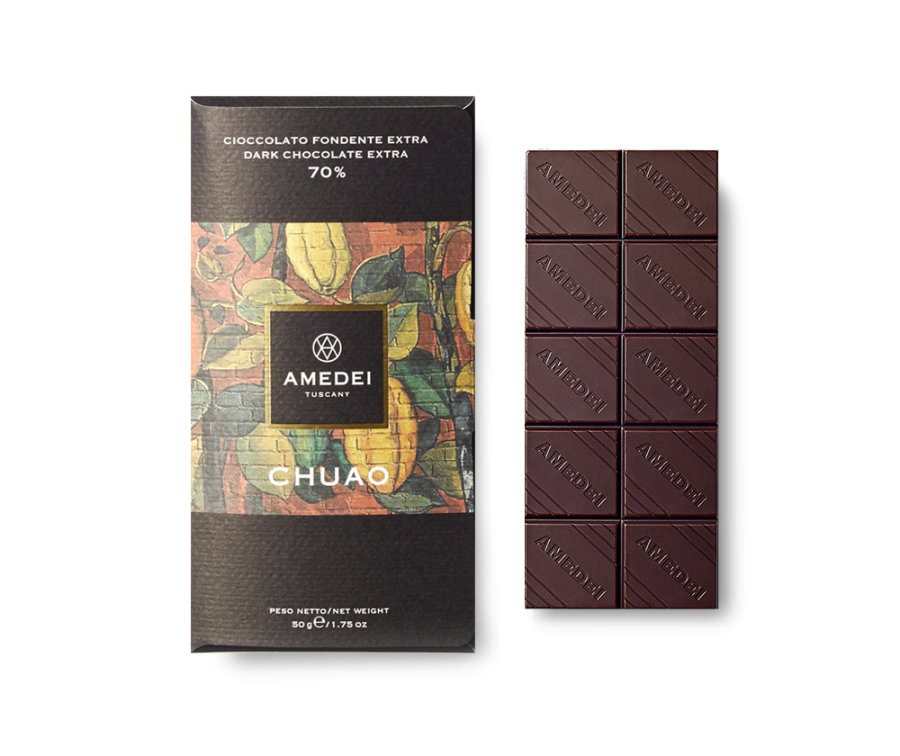 CIOCCOLATO FONDENTE EXTRA
DARK CHOCOLATE EXTRA
70%
AMEDEI
TUSCANY
CHUAO
PESO NETTO/NET WEIGHT
50 g℮/1.75 oz
AMEDEI AMEDEI
AMEDEI AMEDEI
AMEDEI AMEDEI
AMEDEI AMEDEI
AMEDEI AMEDEI